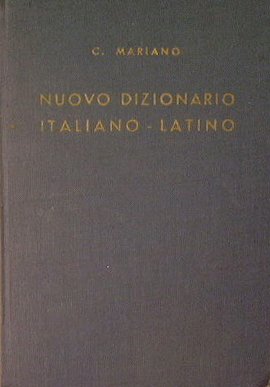 C. MARIANO
NUOVO DIZIONARIO
ITALIANO - LATINO